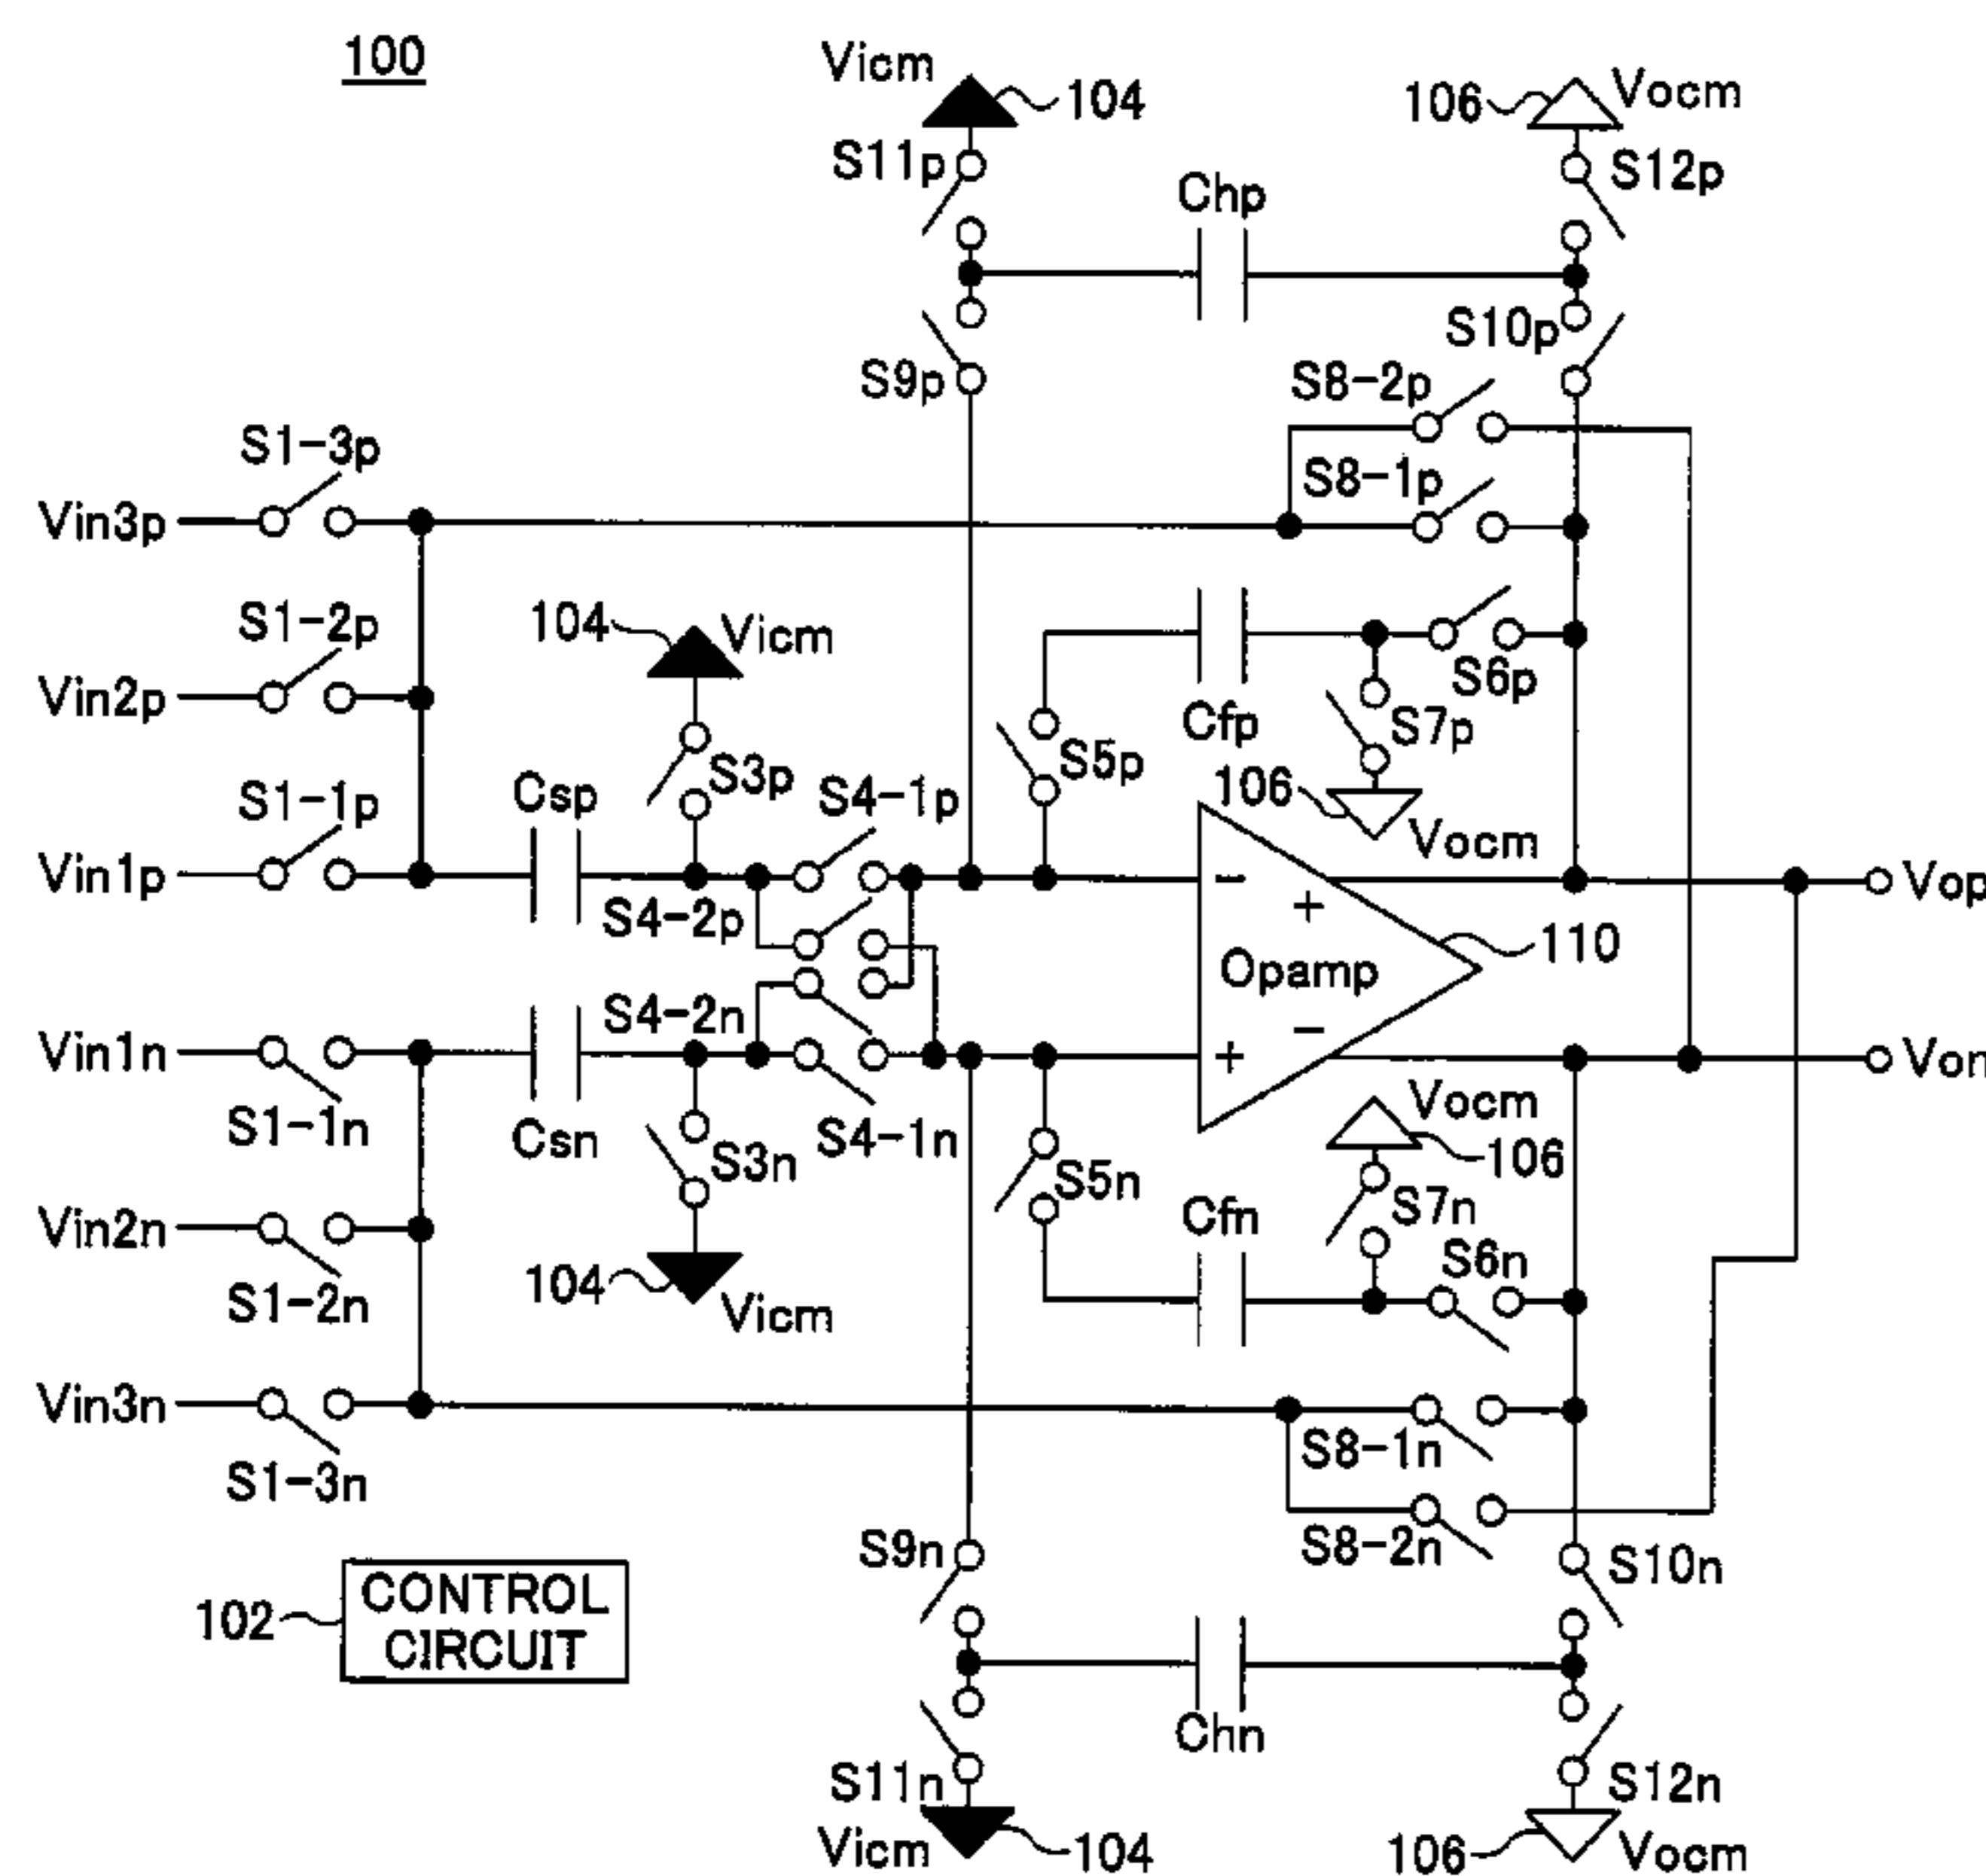 100
Vicm
104
106
Vocm
S11p
S12p
Chp
S10p
S9p
S8-2p
S1-3p
S8-1p
Vin3p
S1-2p
104
Vicm
S6p
Vin2p
Cfp
S7p
S5p
S3p
S1-1p
Csp
S4-1p
106
Vocm
Vin1p
-
Vop
S4-2p
+
110
Opamp
S4-2n
Vin1n
-
+
Von
Vocm
S1-1n
Csn
S4-1n
S3n
106
S5n
Cfn
S7n
Vin2n
S6n
104
S1-2n
Vicm
Vin3n
S8-1n
S1-3n
S9n
S8-2n
S10n
CONTROL
CIRCUIT
102
Chn
S11n
S12n
Vicm
104
106
Vocm